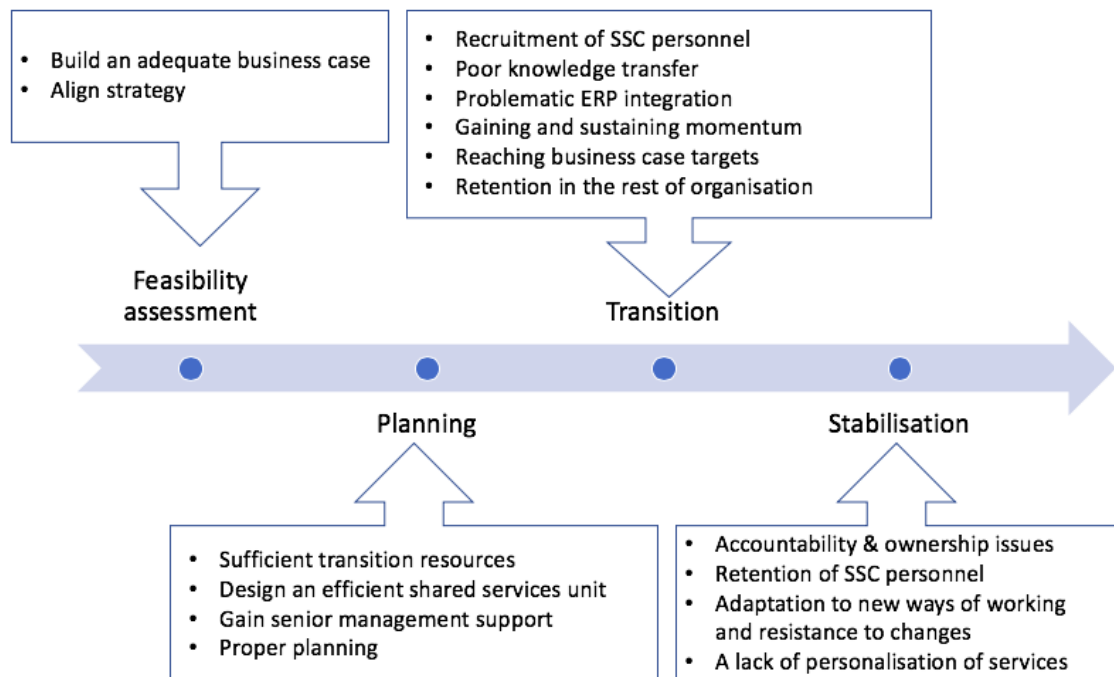 • Build an adequate business case
• Align strategy
• Recruitment of SSC personnel
• Poor knowledge transfer
• Problematic ERP integration
• Gaining and sustaining momentum
• Reaching business case targets
• Retention in the rest of organisation
Feasibility
assessment
Transition
Planning
Stabilisation
• Sufficient transition resources
• Design an efficient shared services unit
• Gain senior management support
• Proper planning
• Accountability & ownership issues
• Retention of SSC personnel
• Adaptation to new ways of working
and resistance to changes
• A lack of personalisation of services